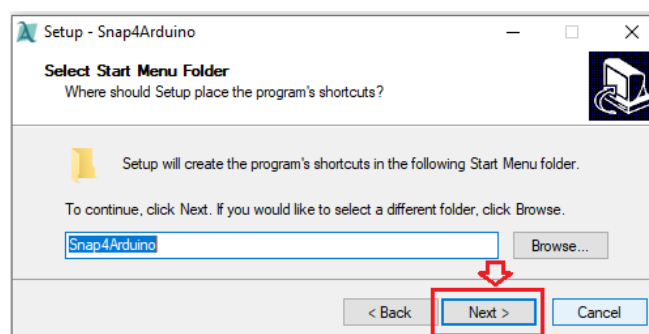 Setup - Snap4Arduino
Select Start Menu Folder
Where should Setup place the program's shortcuts?
Setup will create the program's shortcuts in the following Start Menu folder.
To continue, click Next. If you would like to select a different folder, click Browse.
Snap4Arduino
Browse...
< Back
Next >
Cancel